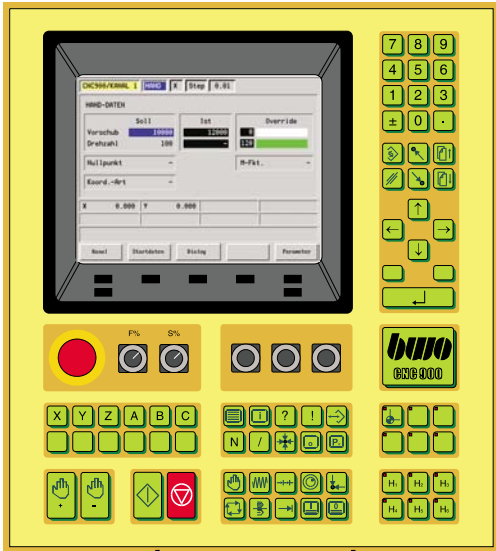 CNC900/KANAL 1 HAND X Step 0.01
HAND-DATEN
Soll Ist Override
Vorschub 10000 12000 0
Drehzahl 100 - 120
Nullpunkt - M-Fkt. -
Koord.-Art -
X 0.000 Y 0.000
Kanal Startdaten Dialog Parameter
7 8 9
4 5 6
1 2 3
± 0 .
F% S%
bwo
CNC 900
X Y Z A B C
i ? !
N / P
+ -
H1 H2 H3
H4 H5 H6